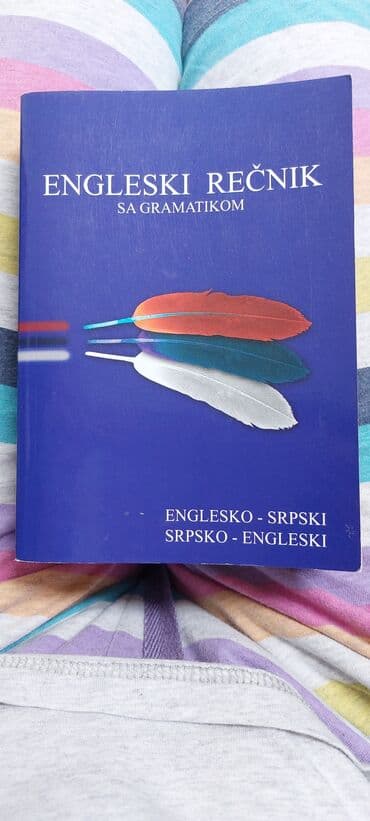 ENGLESKI REČNIK
SA GRAMATIKOM
ENGLESKO - SRPSKI
SRPSKO - ENGLESKI